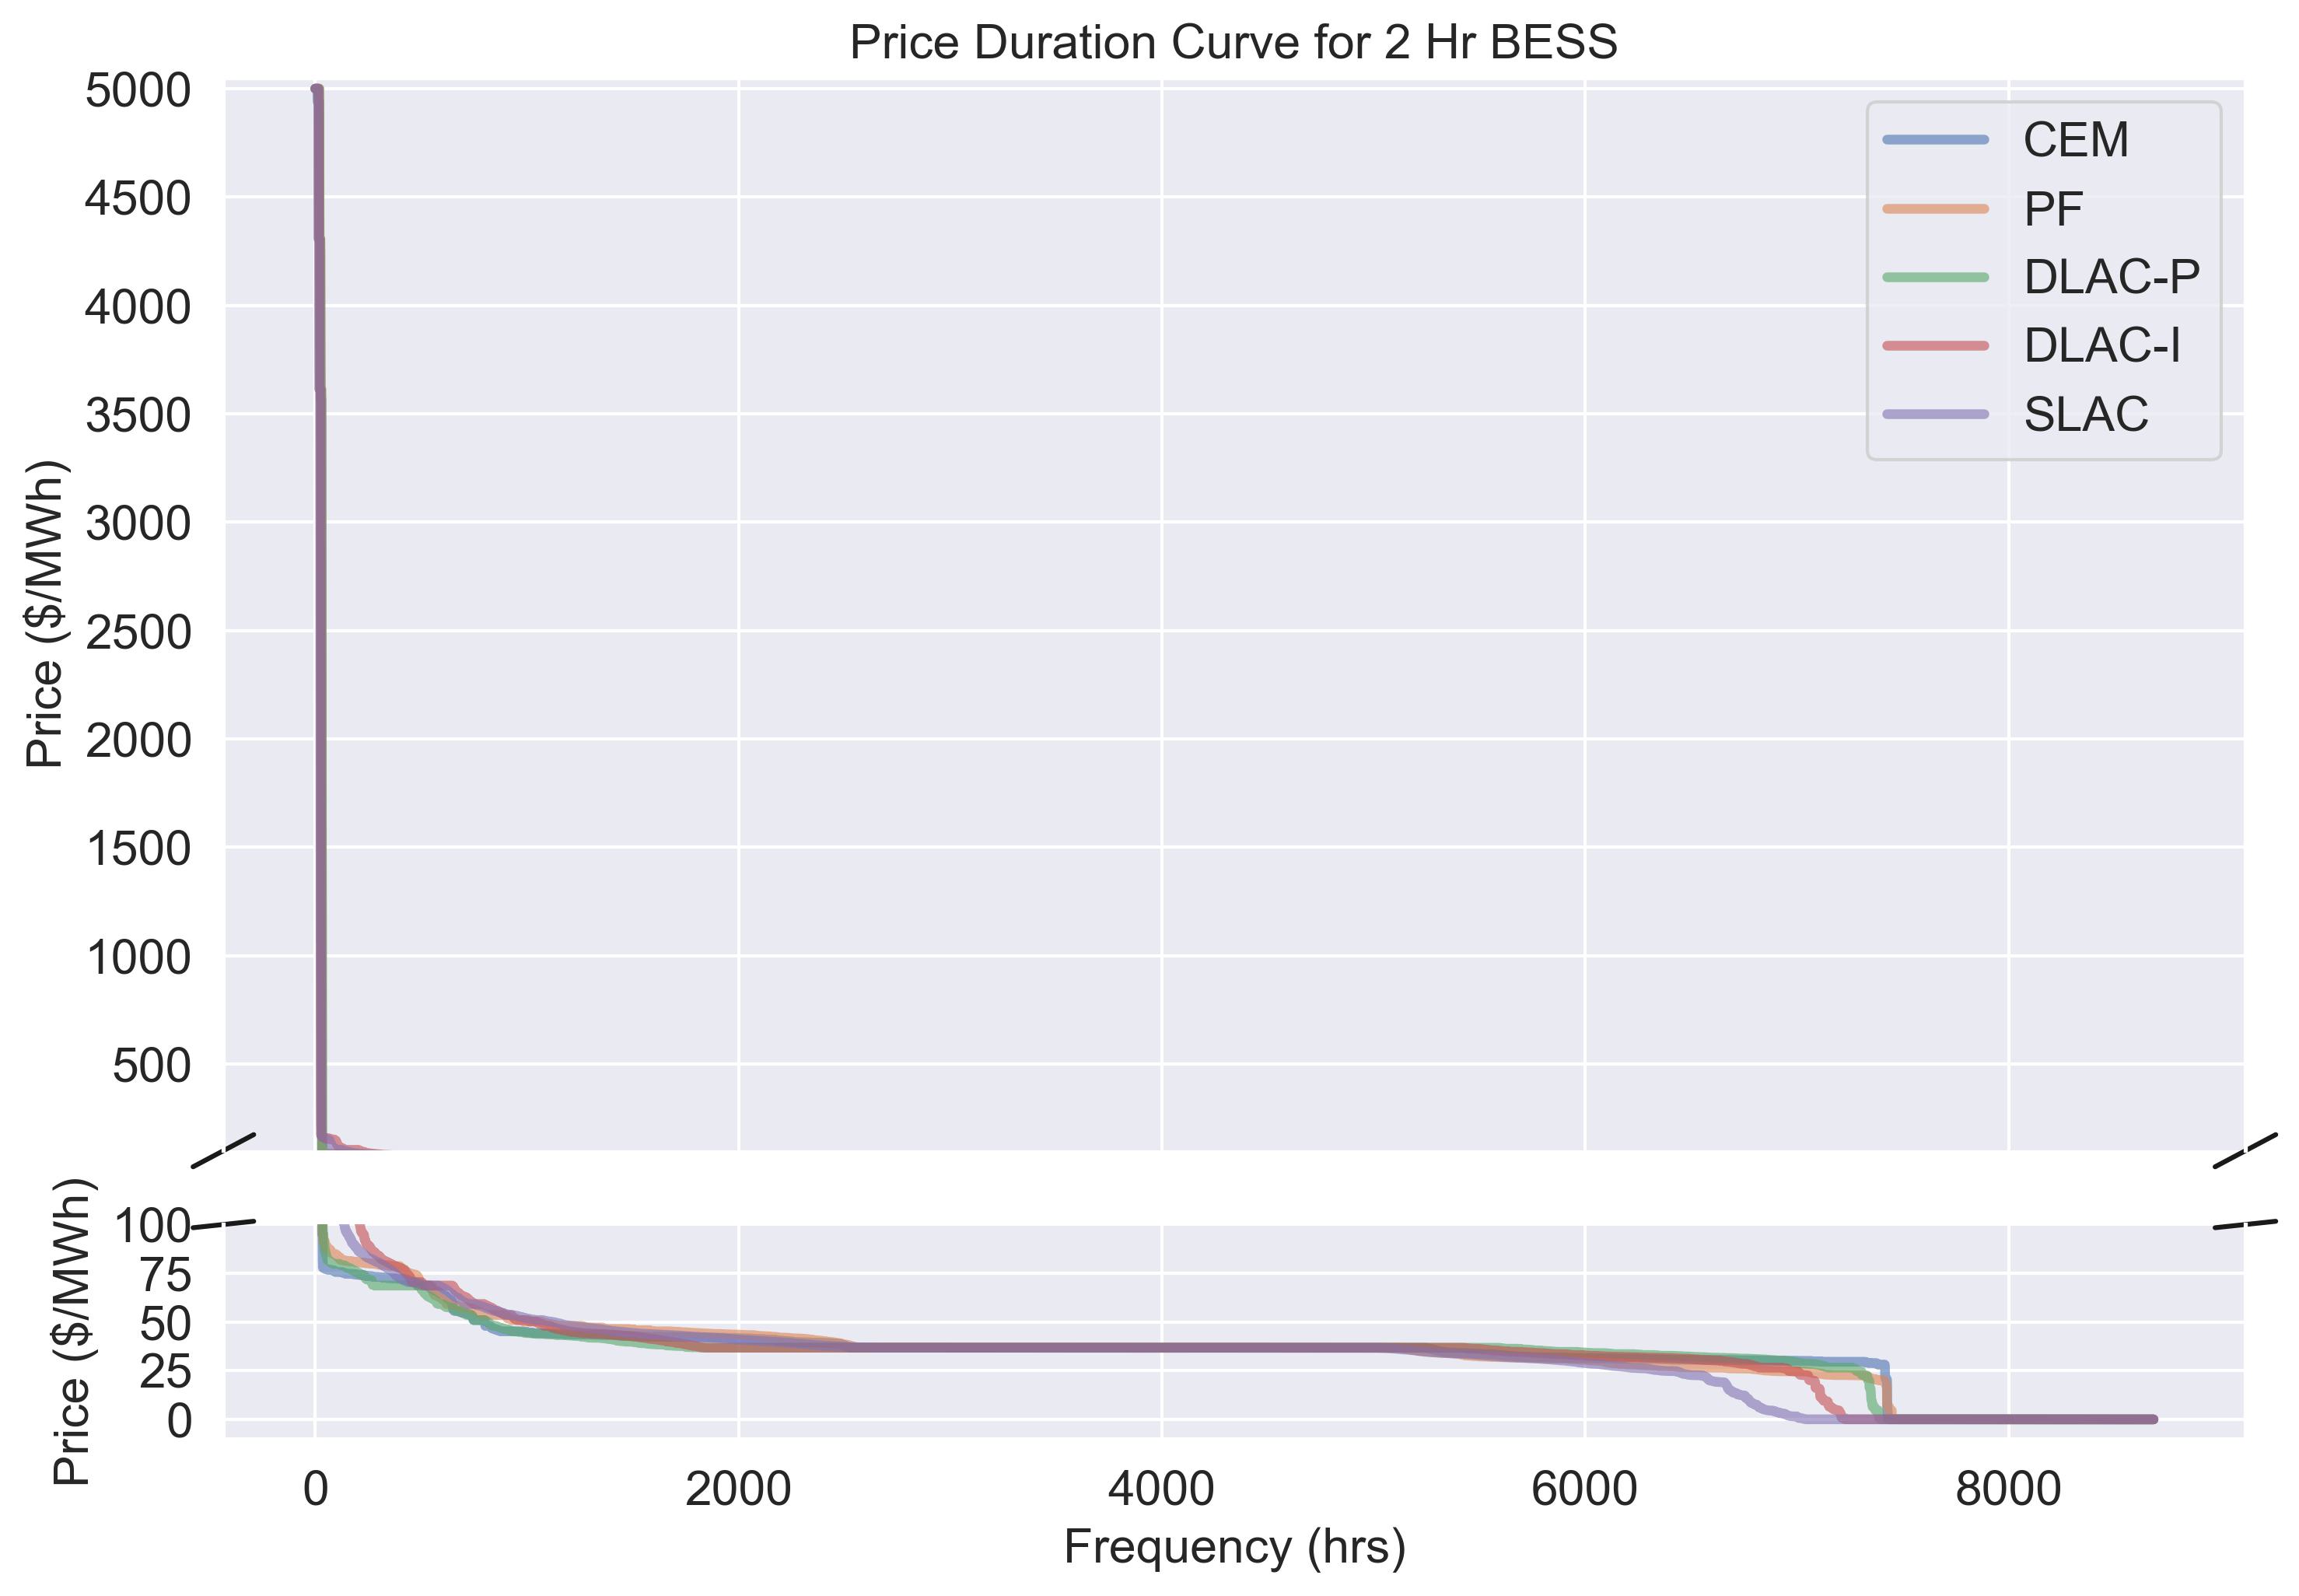 Price Duration Curve for 2 Hr BESS
5000
4500
4000
3500
3000
2500
2000
1500
1000
500
Price ($/MWh)
CEM
PF
DLAC-P
DLAC-I
SLAC
100
75
50
25
0
Price ($/MWh)
0 2000 4000 6000 8000
Frequency (hrs)